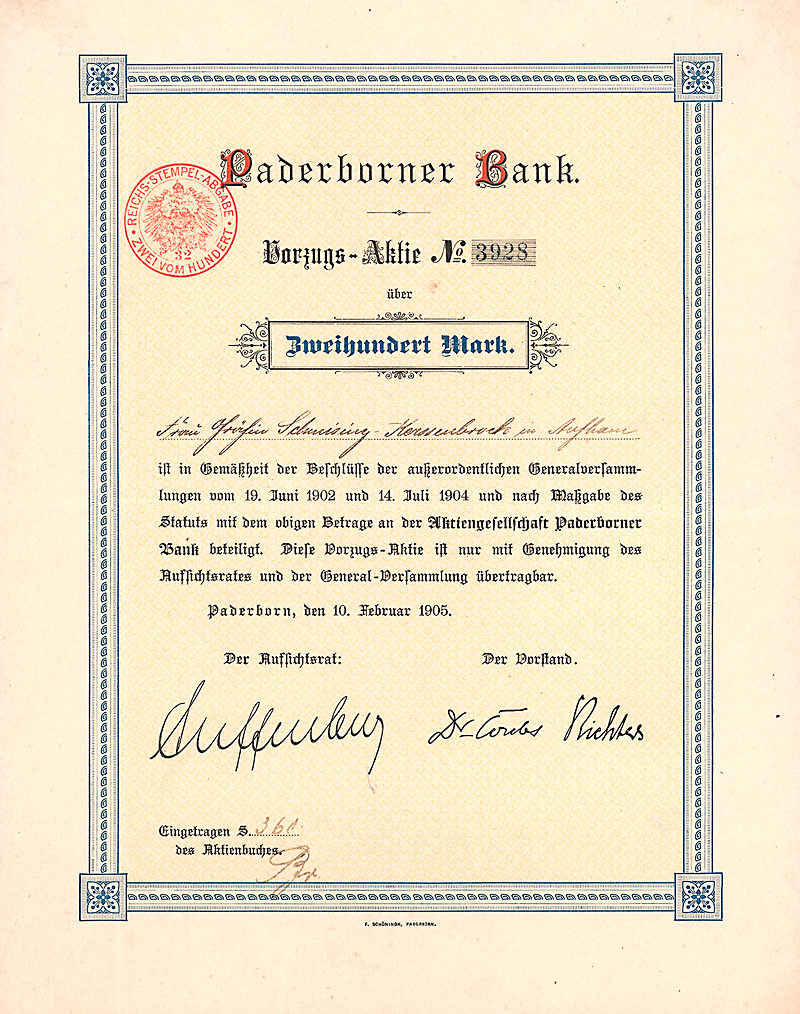 Paderborner Bank.
REICHS-STEMPEL-ABGABE
ZWEI VOM HUNDERT
32
Vorzugs-Aktie No. 3928
über
Zweihundert Mark.
Frau Gräfin Schmising-Kerssenbrock in
ist in Gemäßheit der Beschlüsse der außerordentlichen Generalversamm-
lungen vom 19. Juni 1902 und 14. Juli 1904 und nach Maßgabe des
Statuts mit dem obigen Betrage an der Aktiengesellschaft Paderborner
Bank beteiligt. Diese Vorzugs-Aktie ist nur mit Genehmigung des
Aufsichtsrates und der General-Versammlung übertragbar.
Paderborn, den 10. Februar 1905.
Der Aufsichtsrat:
Der Vorstand.
Dr. Richters
Eingetragen S. 360.
des Aktienbuches.
F. SCHÖNINGH, PADERBORN.